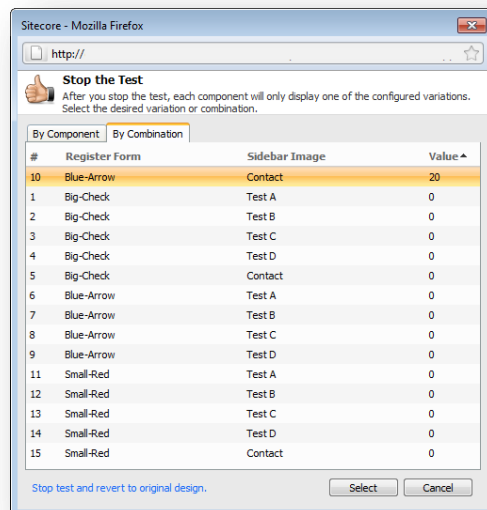 Sitecore - Mozilla Firefox
http://
Stop the Test
After you stop the test, each component will only display one of the configured variations.
Select the desired variation or combination.
By Component By Combination
# Register Form Sidebar Image Value
10 Blue-Arrow Contact 20
1 Big-Check Test A 0
2 Big-Check Test B 0
3 Big-Check Test C 0
4 Big-Check Test D 0
5 Big-Check Contact 0
6 Blue-Arrow Test A 0
7 Blue-Arrow Test B 0
8 Blue-Arrow Test C 0
9 Blue-Arrow Test D 0
11 Small-Red Test A 0
12 Small-Red Test B 0
13 Small-Red Test C 0
14 Small-Red Test D 0
15 Small-Red Contact 0
Stop test and revert to original design. Select Cancel